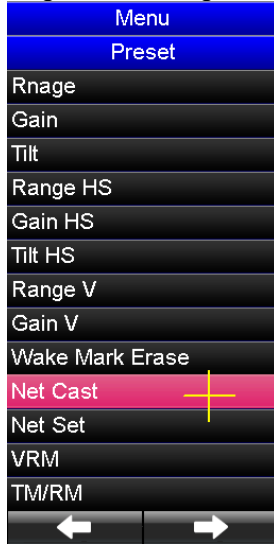 Menu
Preset
Rnage
Gain
Tilt
Range HS
Gain HS
Tilt HS
Range V
Gain V
Wake Mark Erase
Net Cast
Net Set
VRM
TM/RM